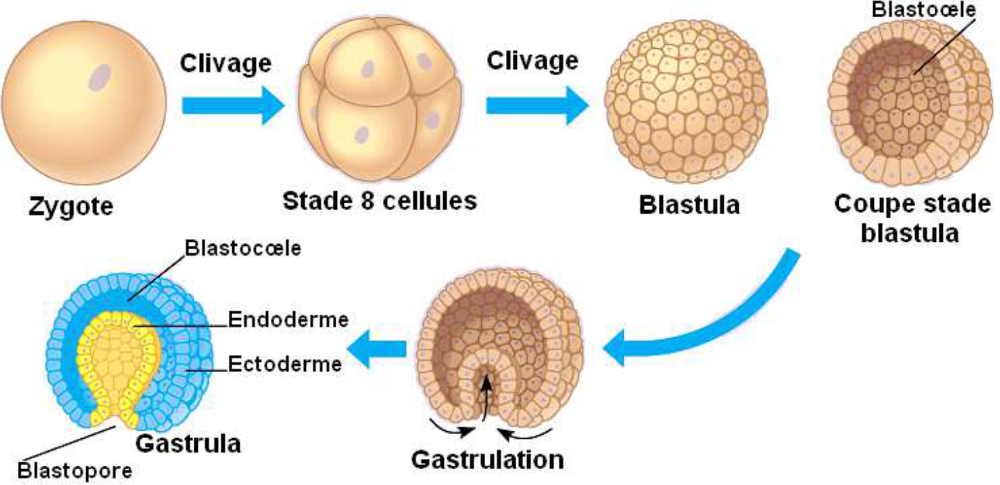 Clivage
Clivage
Blastocœle
Zygote
Stade 8 cellules
Blastula
Coupe stade
blastula
Blastocœle
Endoderme
Ectoderme
Gastrula
Blastopore
Gastrulation